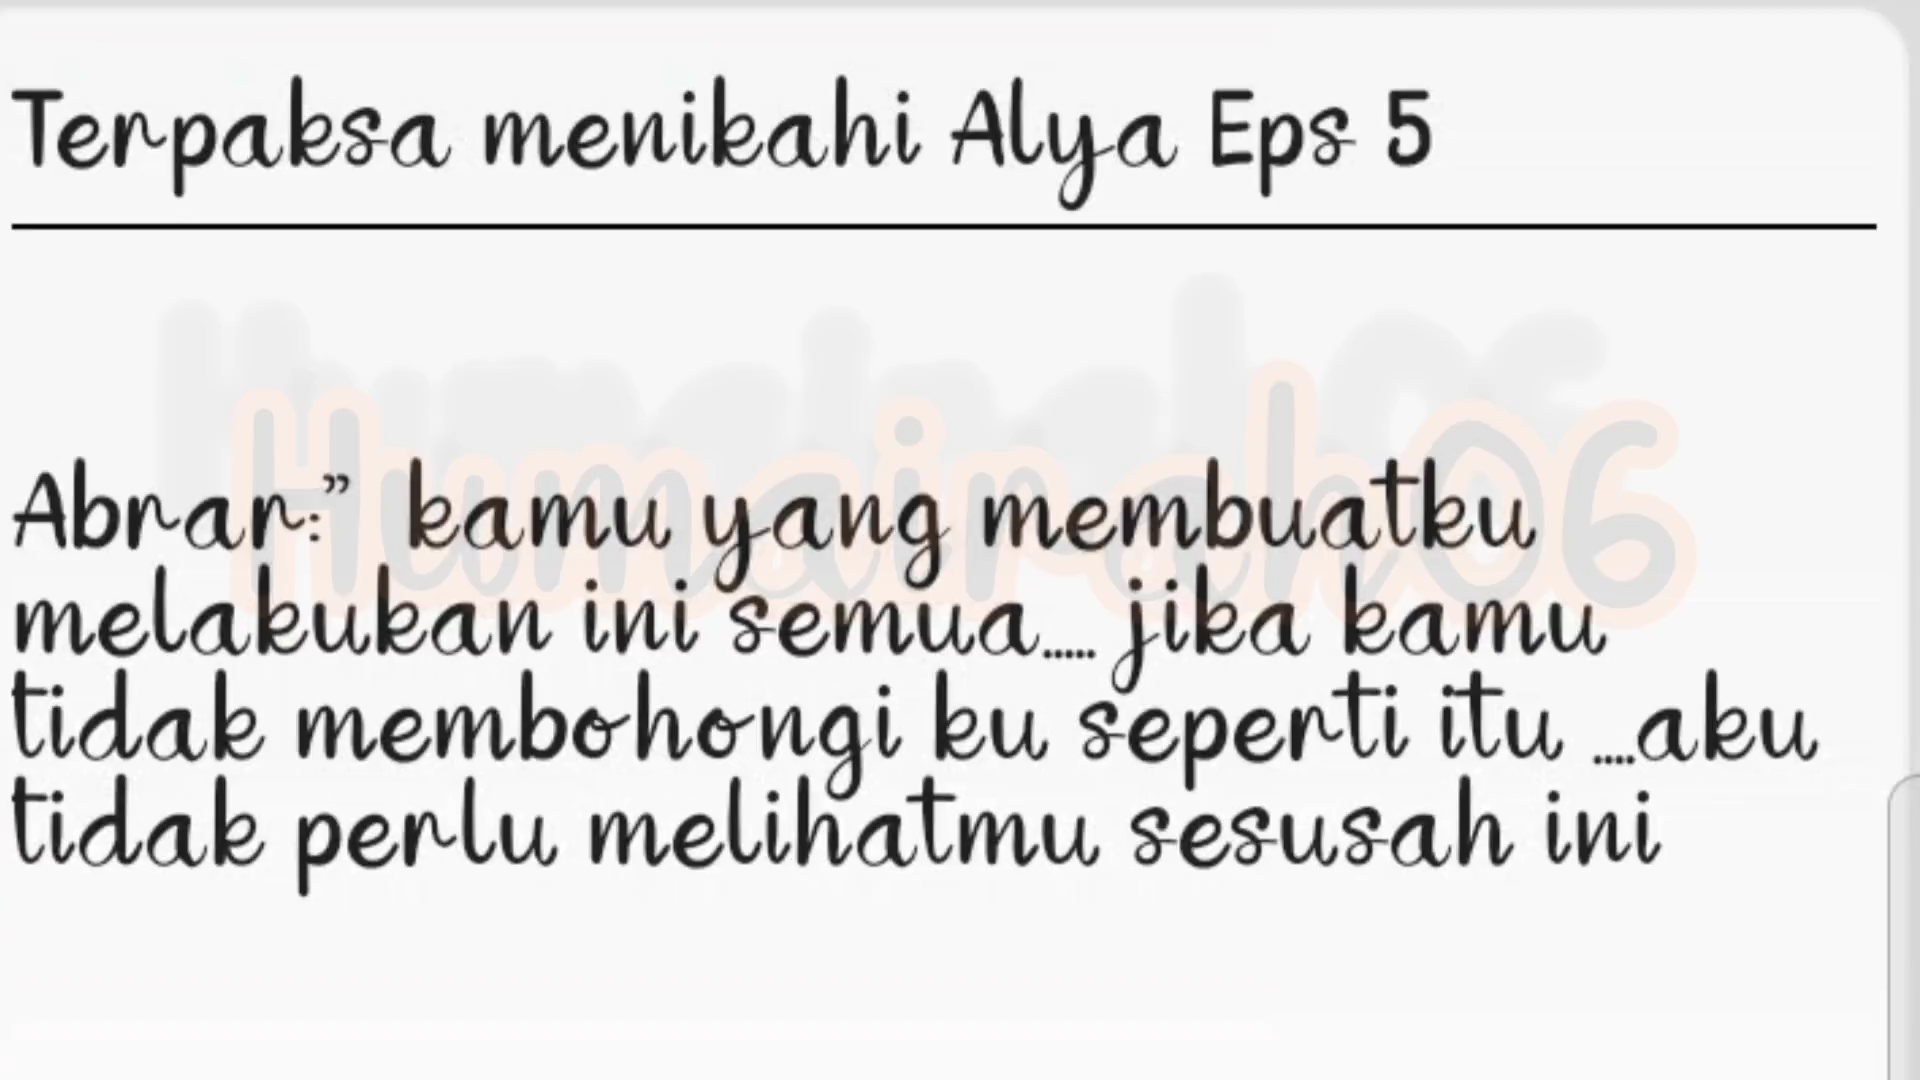 Terpaksa menikahi Alya Eps 5
Humairah06
Abrar:” kamu yang membuatku
melakukan ini semua..... jika kamu
tidak membohongi ku seperti itu ....aku
tidak perlu melihatmu sesusah ini